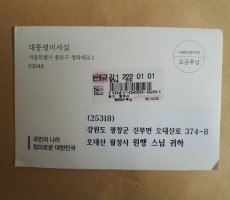 대통령비서실
서울특별시 종로구 청와대로 1
03048
요금후납
222 01 01
(25318)
강원도 평창군 진부면 오대산로 374-8
오대산 월정사 원행 스님 귀하
국민의 나라
정의로운 대한민국